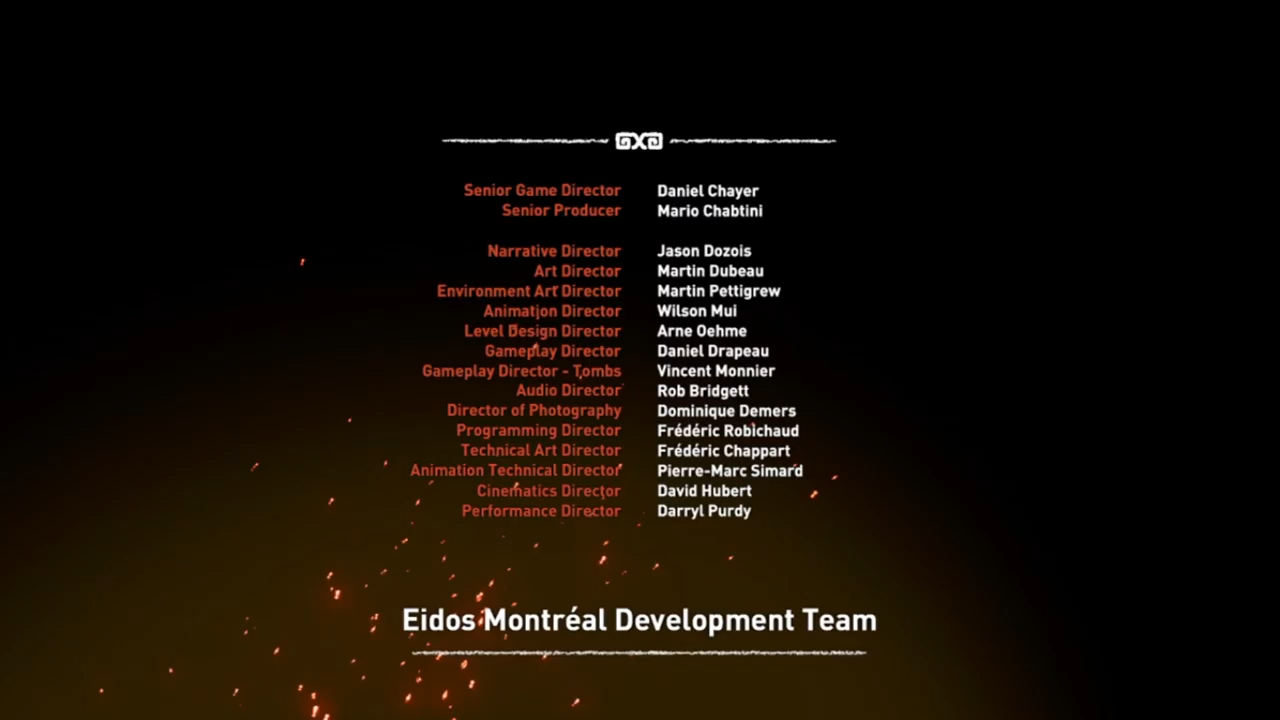 Senior Game Director Daniel Chayer
Senior Producer Mario Chabtini
Narrative Director Jason Dozois
Art Director Martin Dubeau
Environment Art Director Martin Pettigrew
Animation Director Wilson Mui
Level Design Director Arne Oehme
Gameplay Director Daniel Drapeau
Gameplay Director - Tombs Vincent Monnier
Audio Director Rob Bridgett
Director of Photography Dominique Demers
Programming Director Frédéric Robichaud
Technical Art Director Frédéric Chappart
Animation Technical Director Pierre-Marc Simard
Cinematics Director David Hubert
Performance Director Darryl Purdy
Eidos Montréal Development Team